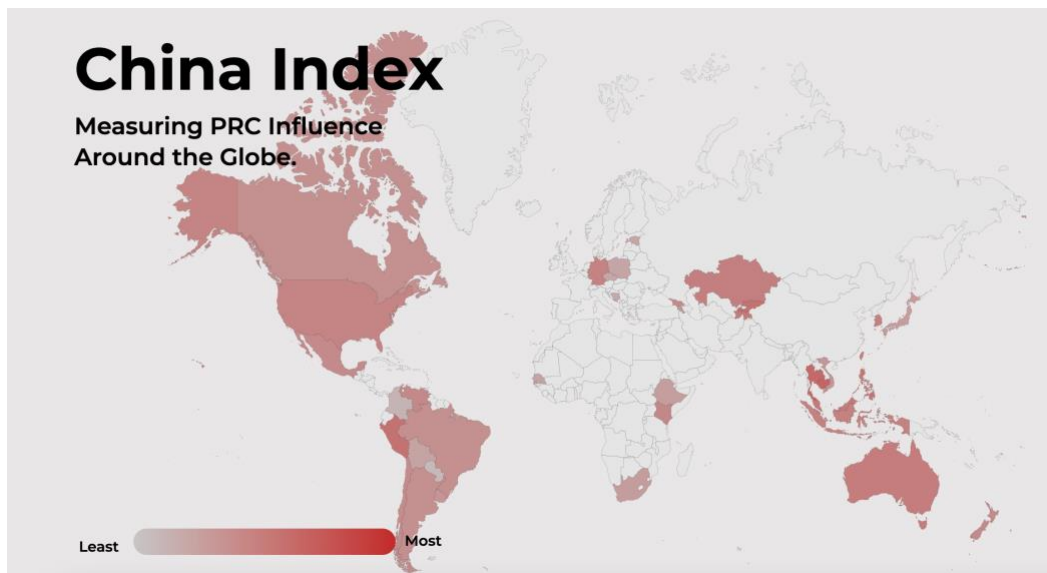 China Index
Measuring PRC Influence
Around the Globe.
Least
Most